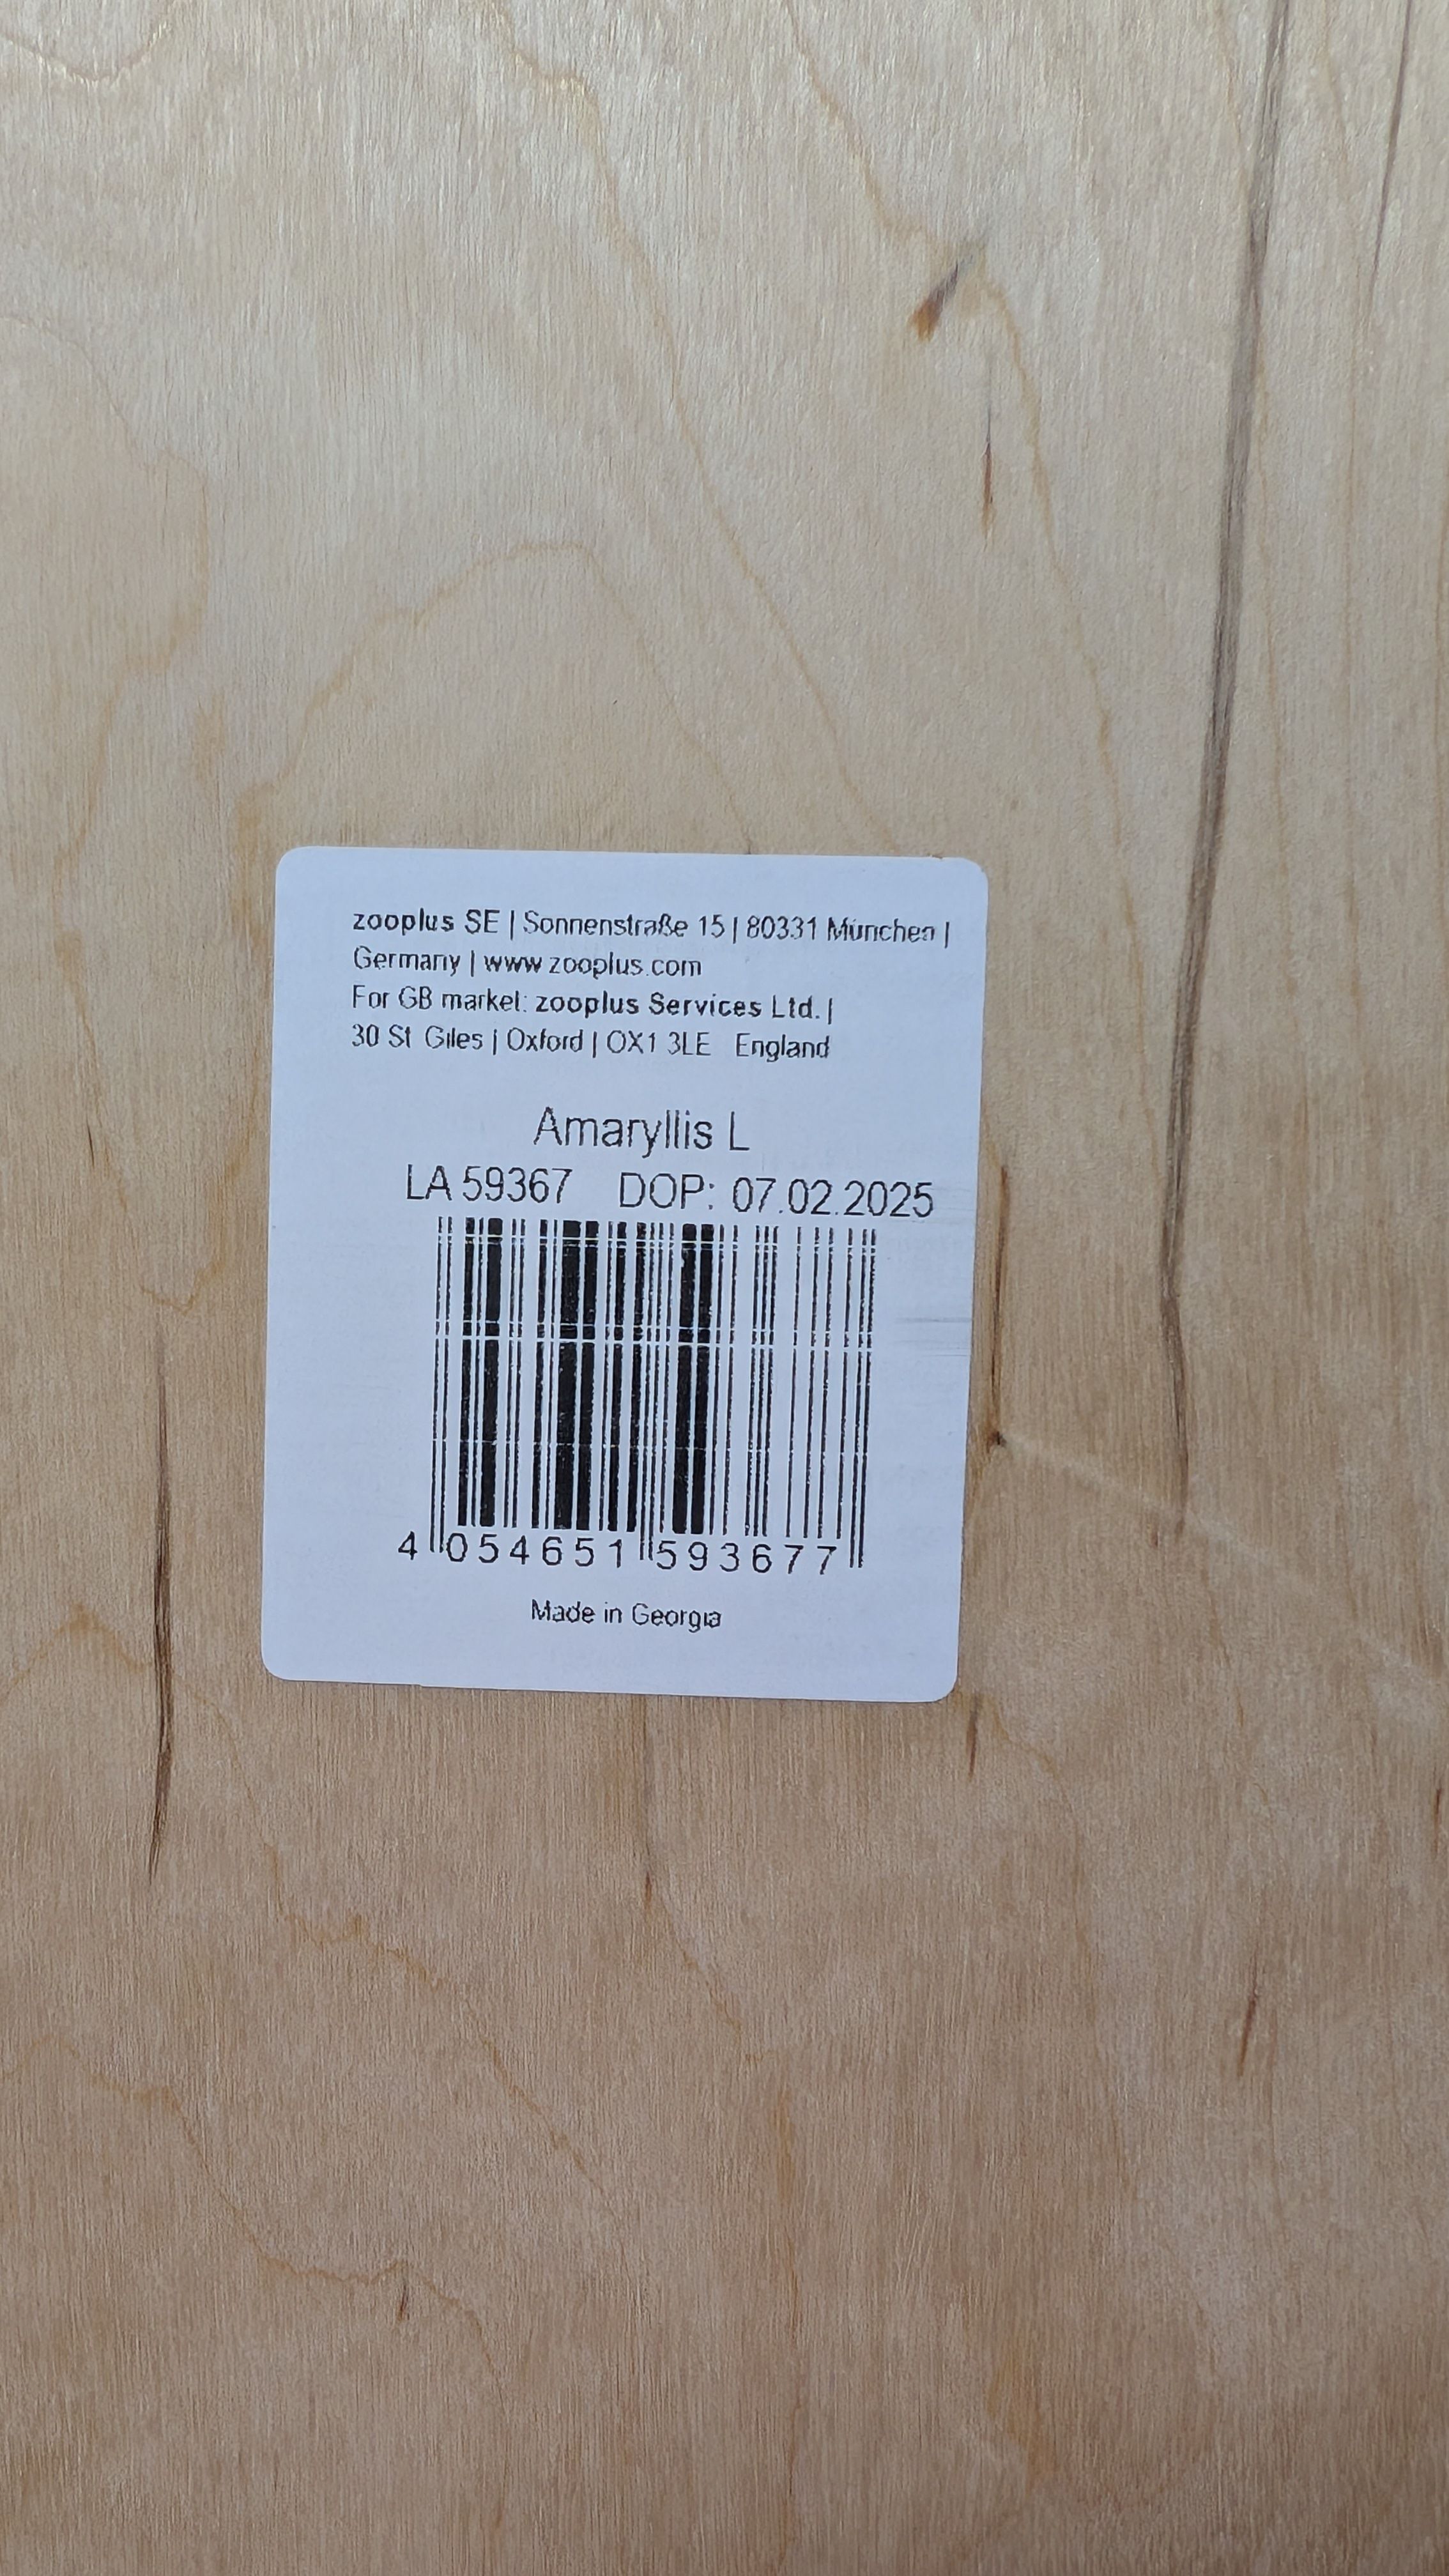 zooplus SE | Sonnenstraße 15 | 80331 München |
Germany | www.zooplus.com
For GB market: zooplus Services Ltd. |
30 St Giles | Oxford | OX1 3LE England
Amaryllis L
LA 59367 DOP: 07.02.2025
4 054651 593677
Made in Georgia